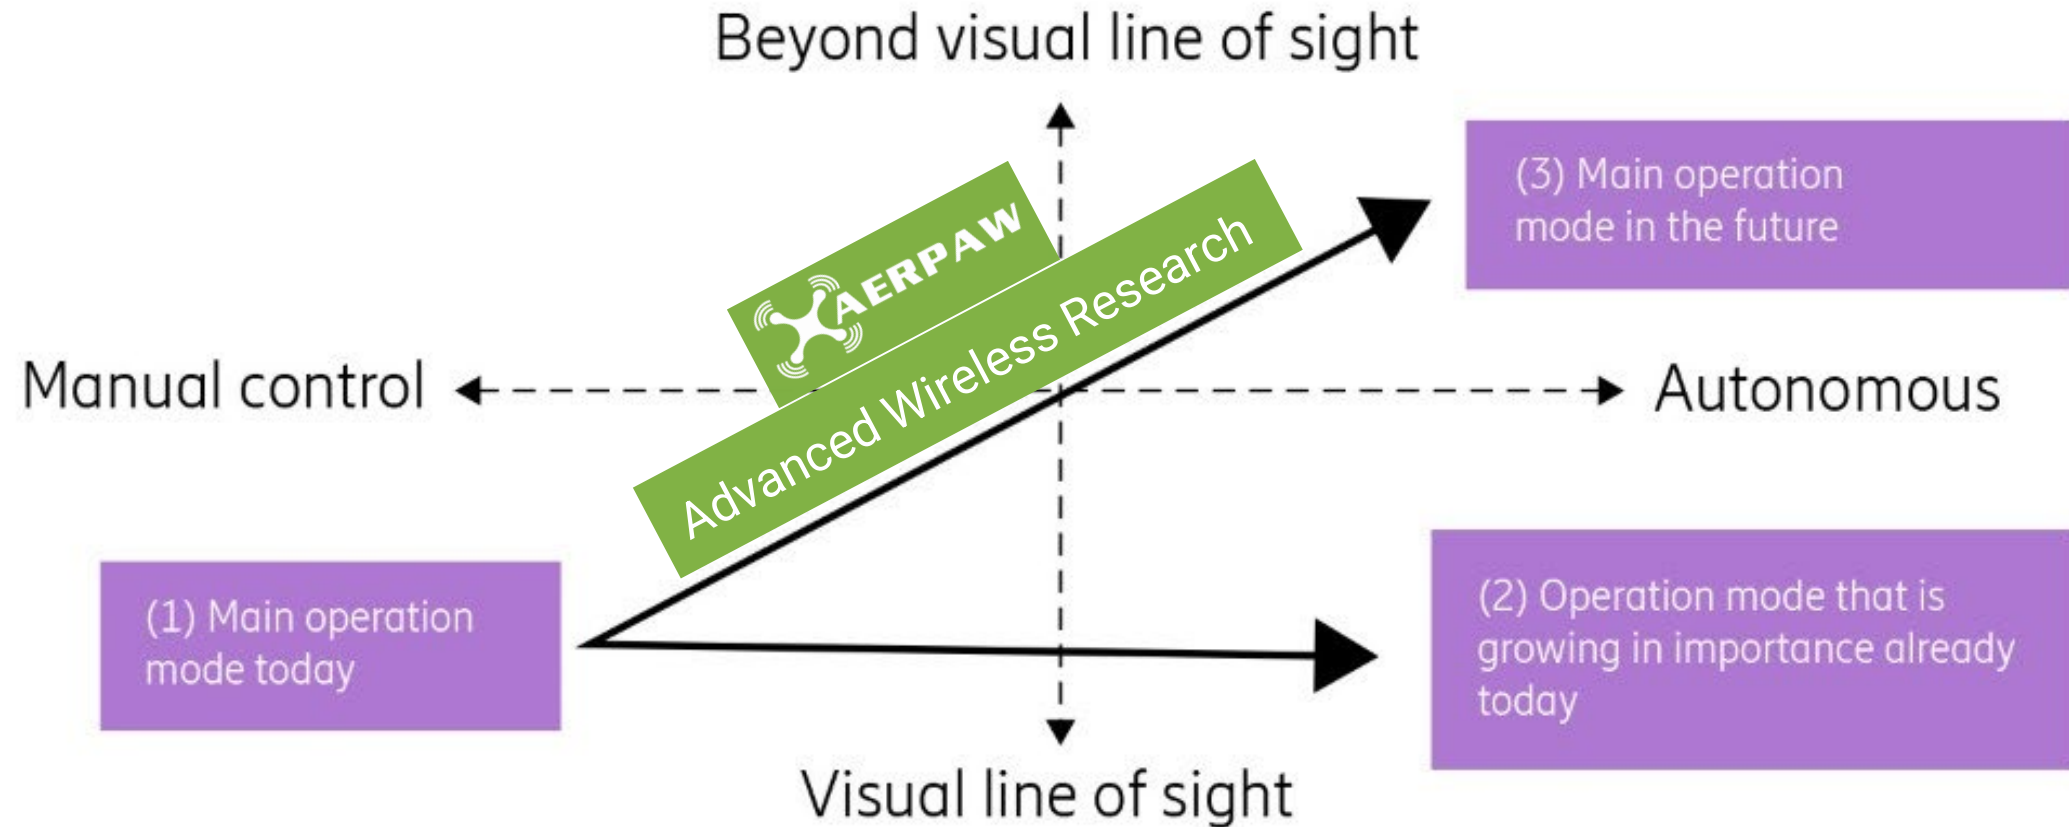 Beyond visual line of sight
(3) Main operation
mode in the future
AERPAW
Advanced Wireless Research
Manual control
Autonomous
(1) Main operation
mode today
(2) Operation mode that is
growing in importance already
today
Visual line of sight